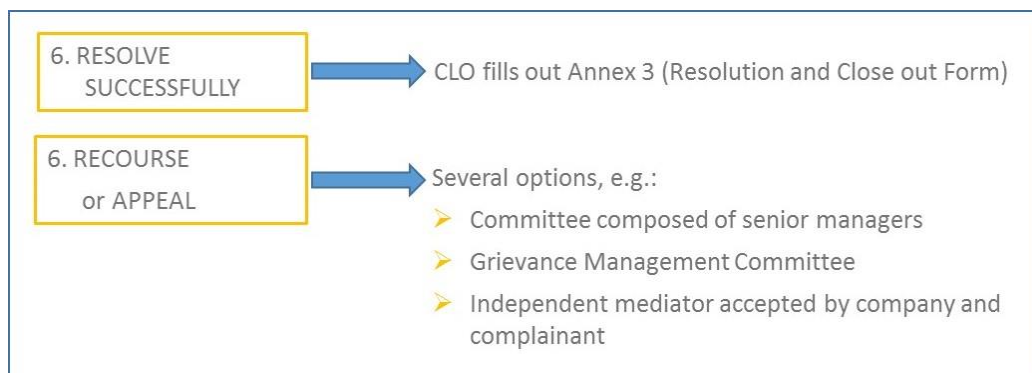 6. RESOLVE
SUCCESSFULLY
CLO fills out Annex 3 (Resolution and Close out Form)
6. RECOURSE
or APPEAL
Several options, e.g.:
Committee composed of senior managers
Grievance Management Committee
Independent mediator accepted by company and
complainant